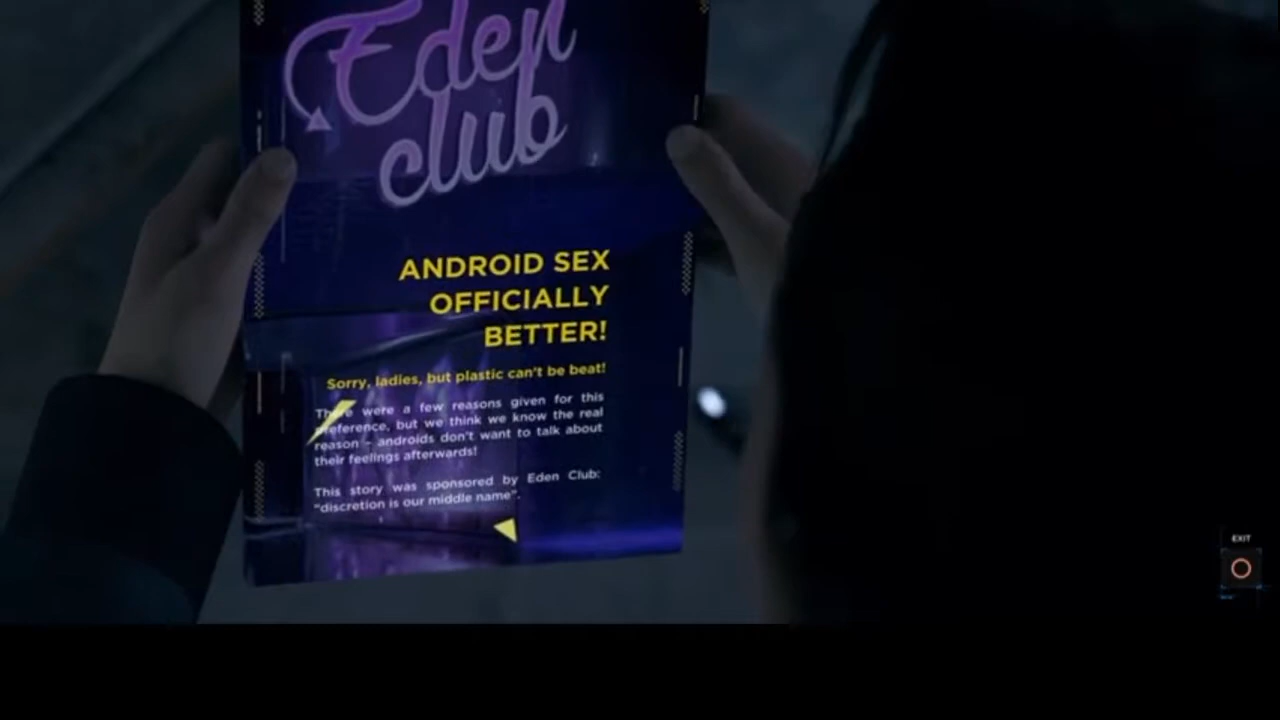 Eden
club
ANDROID SEX
OFFICIALLY
BETTER!
Sorry, ladies, but plastic can't be beat!
There were a few reasons given for this
preference, but we think we know the real
reason – androids don't want to talk about
their feelings afterwards!
This story was sponsored by Eden Club:
"discretion is our middle name".
EXIT